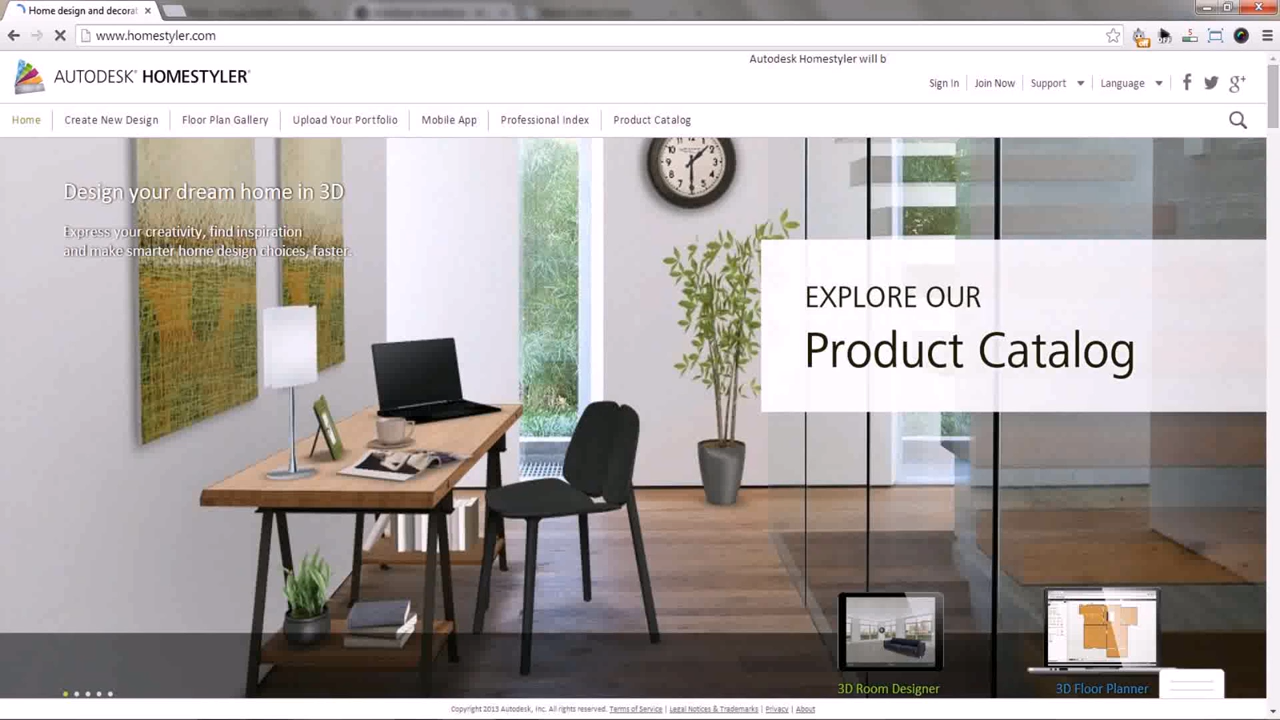 Home design and decorat
www.homestyler.com
Autodesk Homestyler will b
AUTODESK® HOMESTYLER®
Sign In
Join Now
Support
Language
Home
Create New Design
Floor Plan Gallery
Upload Your Portfolio
Mobile App
Professional Index
Product Catalog
Design your dream home in 3D
Express your creativity, find inspiration
and make smarter home design choices, faster.
EXPLORE OUR
Product Catalog
3D Room Designer
3D Floor Planner
Copyright 2013 Autodesk, Inc. All rights reserved. Terms of Service | Legal Notices & Trademarks | Privacy | About